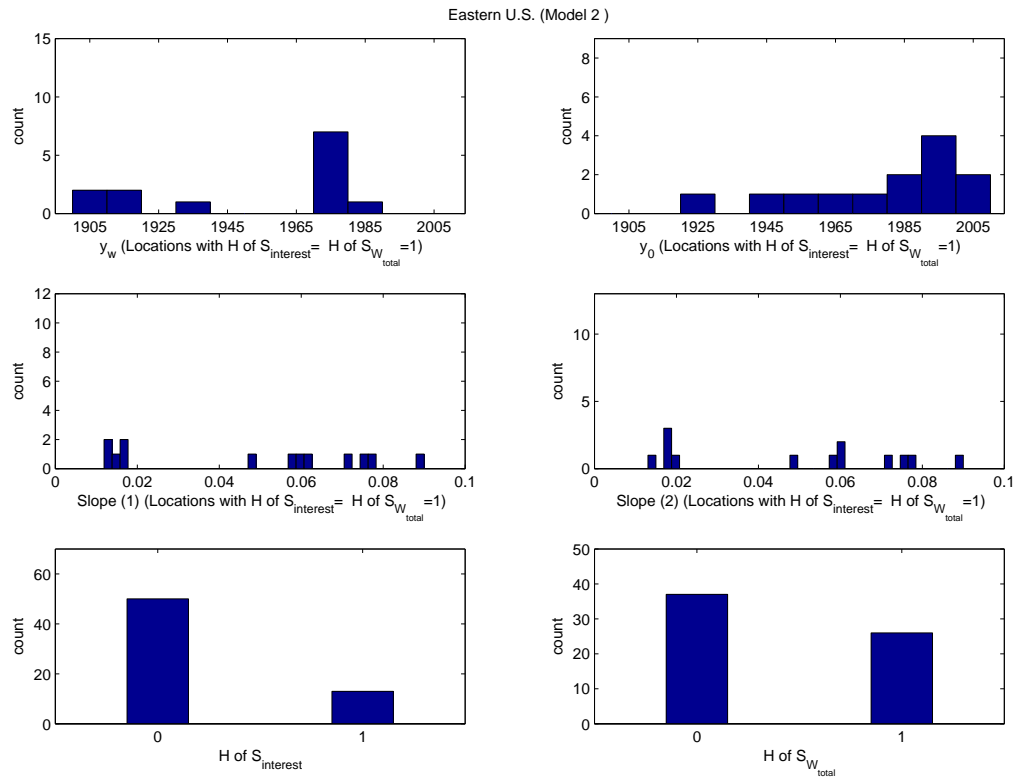 Eastern U.S. (Model 2 )
15
10
5
0
count
1905 1925 1945 1965 1985 2005
y_w (Locations with H of S_interest= H of S_W_total =1)
8
6
4
2
0
count
1905 1925 1945 1965 1985 2005
y_0 (Locations with H of S_interest= H of S_W_total =1)
12
10
8
6
4
2
0
count
0 0.02 0.04 0.06 0.08 0.1
Slope (1) (Locations with H of S_interest= H of S_W_total =1)
10
5
0
count
0 0.02 0.04 0.06 0.08 0.1
Slope (2) (Locations with H of S_interest= H of S_W_total =1)
60
40
20
0
count
0 1
H of S_interest
50
40
30
20
10
0
count
0 1
H of S_W_total